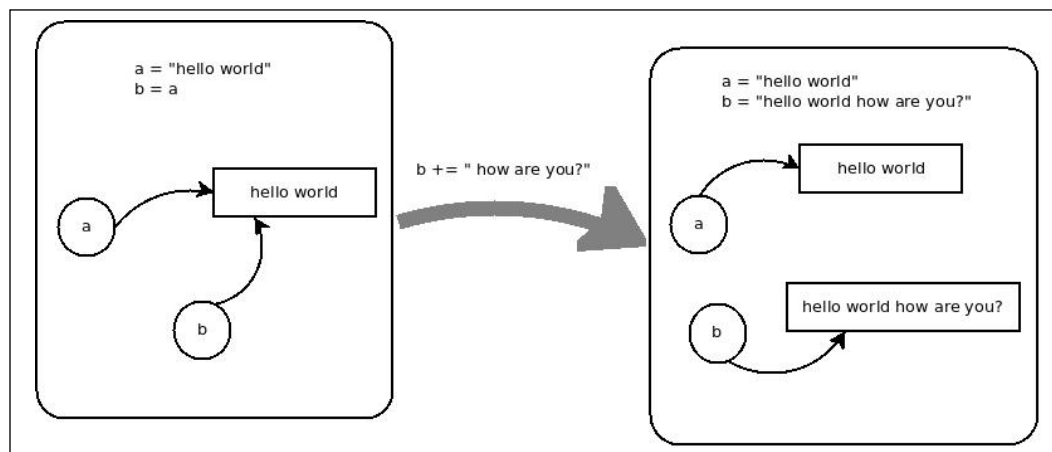 a = "hello world"
b = a
hello world
a
b
b += " how are you?"
a = "hello world"
b = "hello world how are you?"
hello world
a
hello world how are you?
b